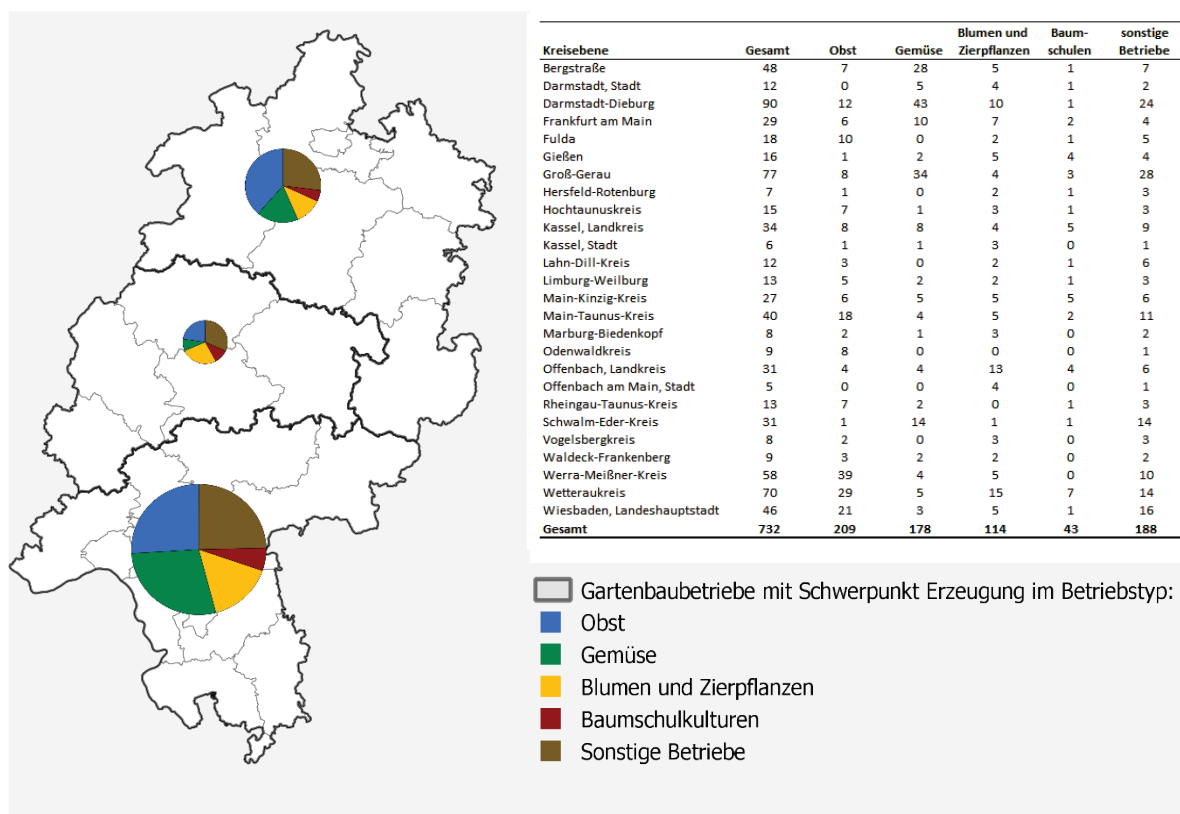 Blumen und Baum- sonstige
Kreisebene Gesamt Obst Gemüse Zierpflanzen schulen Betriebe
Bergstraße 48 7 28 5 1 7
Darmstadt, Stadt 12 0 5 4 1 2
Darmstadt-Dieburg 90 12 43 10 1 24
Frankfurt am Main 29 6 10 7 2 4
Fulda 18 10 0 2 1 5
Gießen 16 1 2 5 4 4
Groß-Gerau 77 8 34 4 3 28
Hersfeld-Rotenburg 7 1 0 2 1 3
Hochtaunuskreis 15 7 1 3 1 3
Kassel, Landkreis 34 8 8 4 5 9
Kassel, Stadt 6 1 1 3 0 1
Lahn-Dill-Kreis 12 3 0 2 1 6
Limburg-Weilburg 13 5 2 2 1 3
Main-Kinzig-Kreis 27 6 5 5 5 6
Main-Taunus-Kreis 40 18 4 5 2 11
Marburg-Biedenkopf 8 2 1 3 0 2
Odenwaldkreis 9 8 0 0 0 1
Offenbach, Landkreis 31 4 4 13 4 6
Offenbach am Main, Stadt 5 0 0 4 0 1
Rheingau-Taunus-Kreis 13 7 2 0 1 3
Schwalm-Eder-Kreis 31 1 14 1 1 14
Vogelsbergkreis 8 2 0 3 0 3
Waldeck-Frankenberg 9 3 2 2 0 2
Werra-Meißner-Kreis 58 39 4 5 0 10
Wetteraukreis 70 29 5 15 7 14
Wiesbaden, Landeshauptstadt 46 21 3 5 1 16
Gesamt 732 209 178 114 43 188
Gartenbaubetriebe mit Schwerpunkt Erzeugung im Betriebstyp:
Obst
Gemüse
Blumen und Zierpflanzen
Baumschulkulturen
Sonstige Betriebe